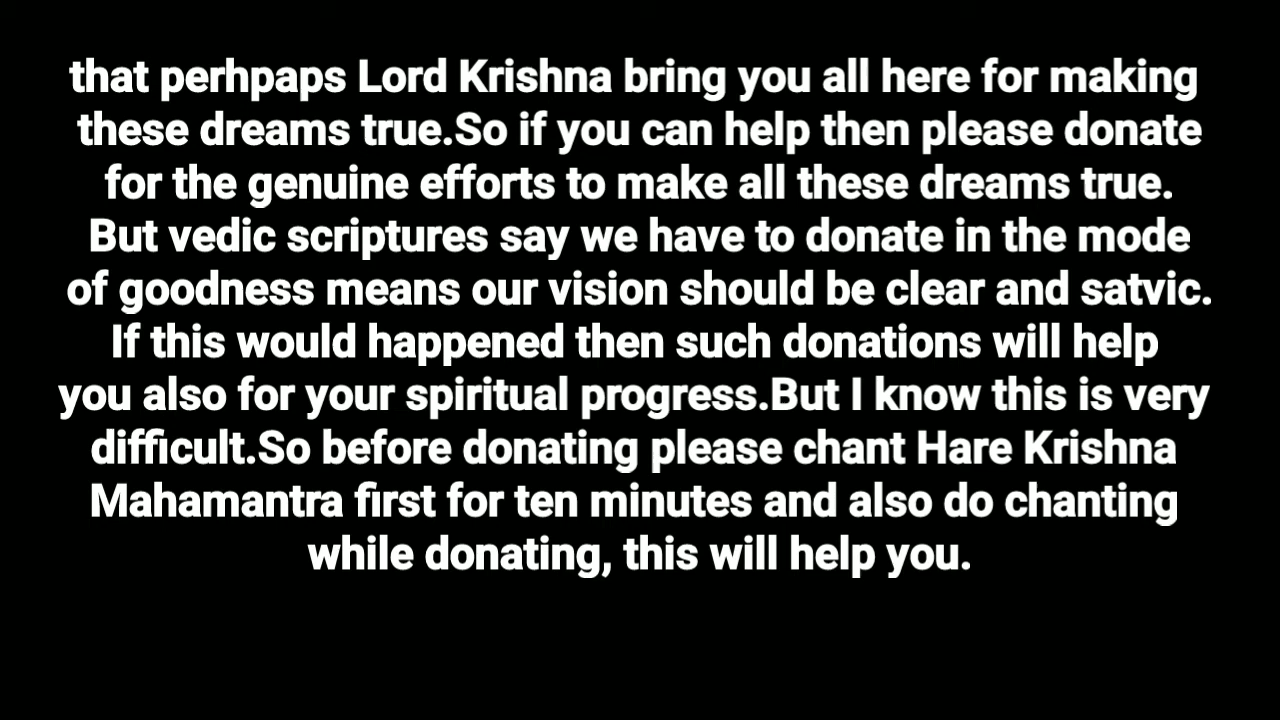 that perhpaps Lord Krishna bring you all here for making
these dreams true.So if you can help then please donate
for the genuine efforts to make all these dreams true.
But vedic scriptures say we have to donate in the mode
of goodness means our vision should be clear and satvic.
If this would happened then such donations will help
you also for your spiritual progress.But I know this is very
difficult.So before donating please chant Hare Krishna
Mahamantra first for ten minutes and also do chanting
while donating, this will help you.